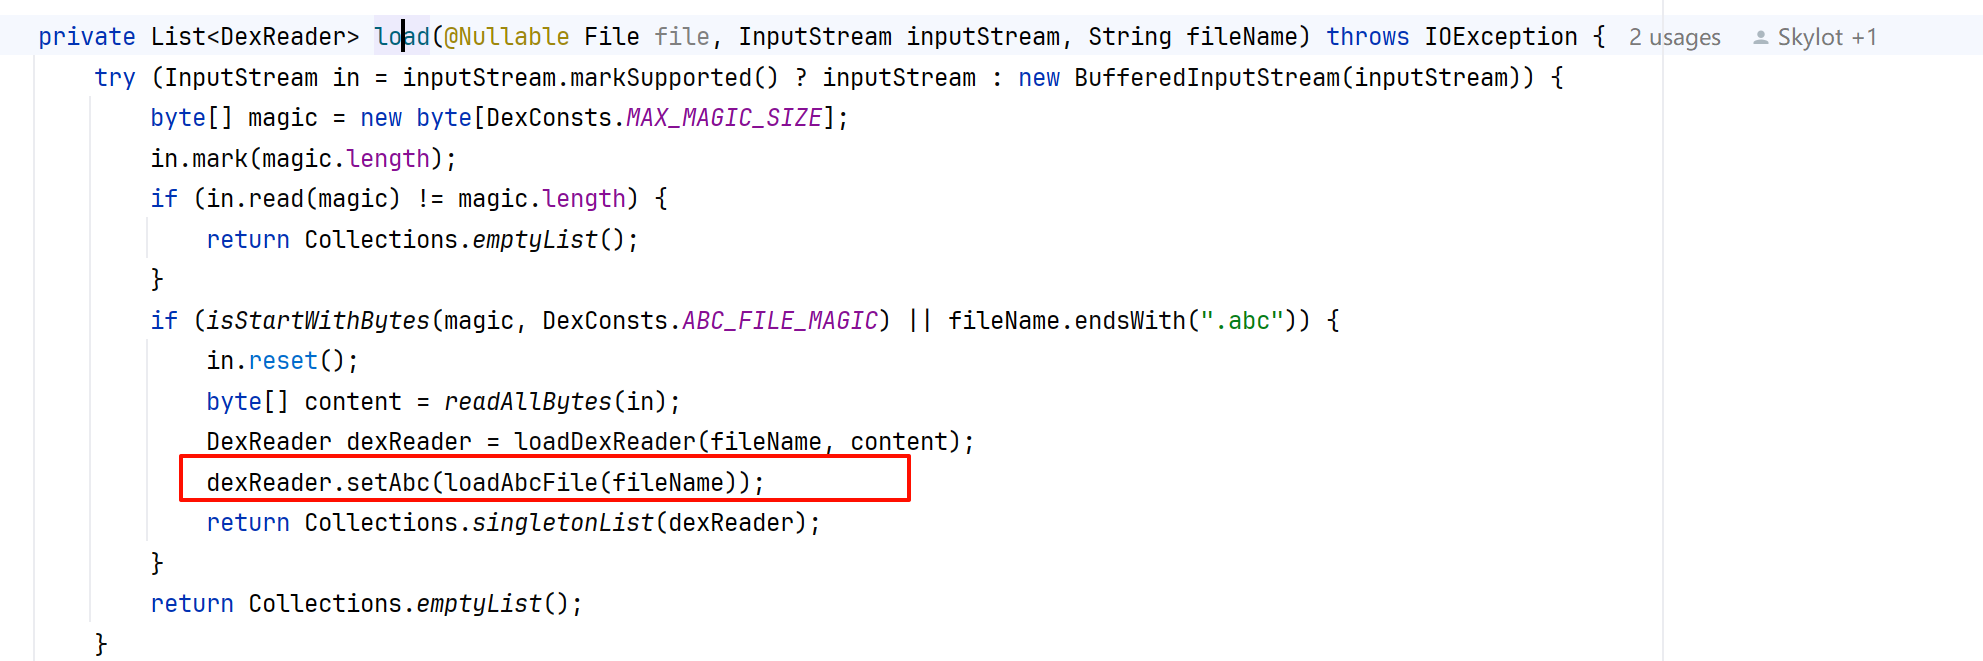 private List<DexReader> load(@Nullable File file, InputStream inputStream, String fileName) throws IOException { 2 usages Skylot +1
    try (InputStream in = inputStream.markSupported() ? inputStream : new BufferedInputStream(inputStream)) {
        byte[] magic = new byte[DexConsts.MAX_MAGIC_SIZE];
        in.mark(magic.length);
        if (in.read(magic) != magic.length) {
            return Collections.emptyList();
        }
        if (isStartWithBytes(magic, DexConsts.ABC_FILE_MAGIC) || fileName.endsWith(".abc")) {
            in.reset();
            byte[] content = readAllBytes(in);
            DexReader dexReader = loadDexReader(fileName, content);
            dexReader.setAbc(loadAbcFile(fileName));
            return Collections.singletonList(dexReader);
        }
        return Collections.emptyList();
    }